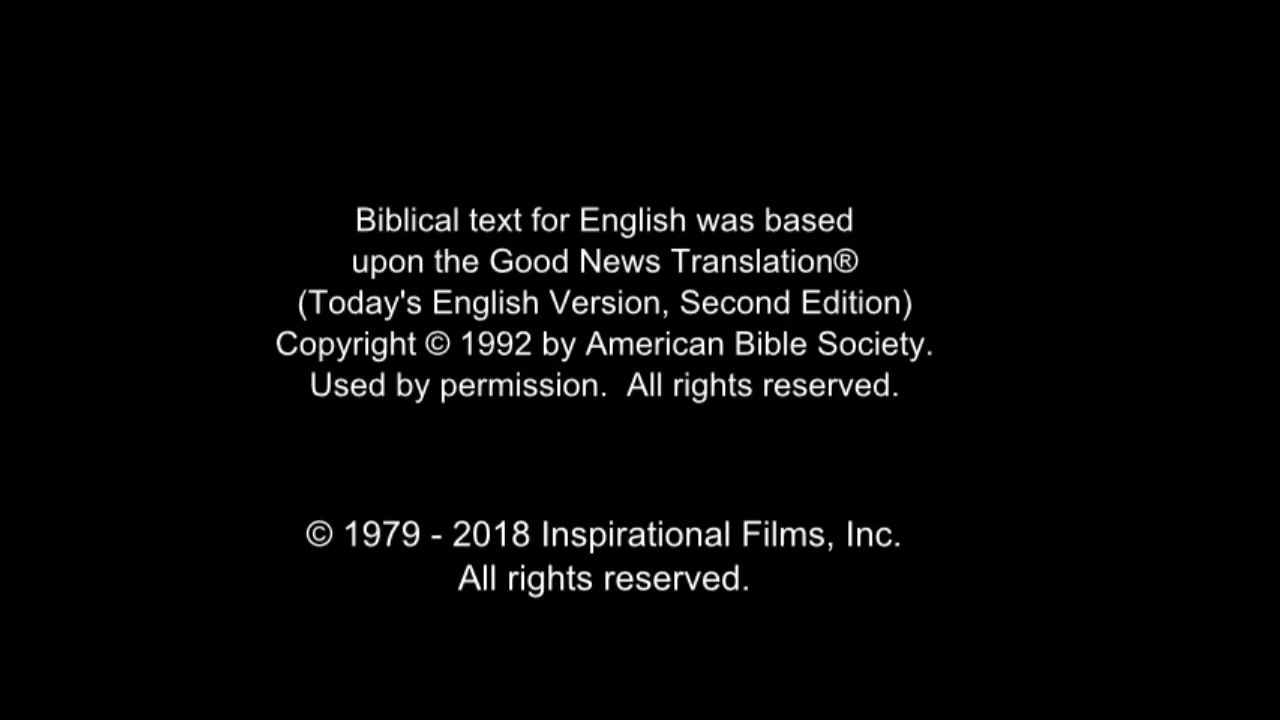 Biblical text for English was based
upon the Good News Translation®
(Today's English Version, Second Edition)
Copyright © 1992 by American Bible Society.
Used by permission.  All rights reserved.
© 1979 - 2018 Inspirational Films, Inc.
All rights reserved.